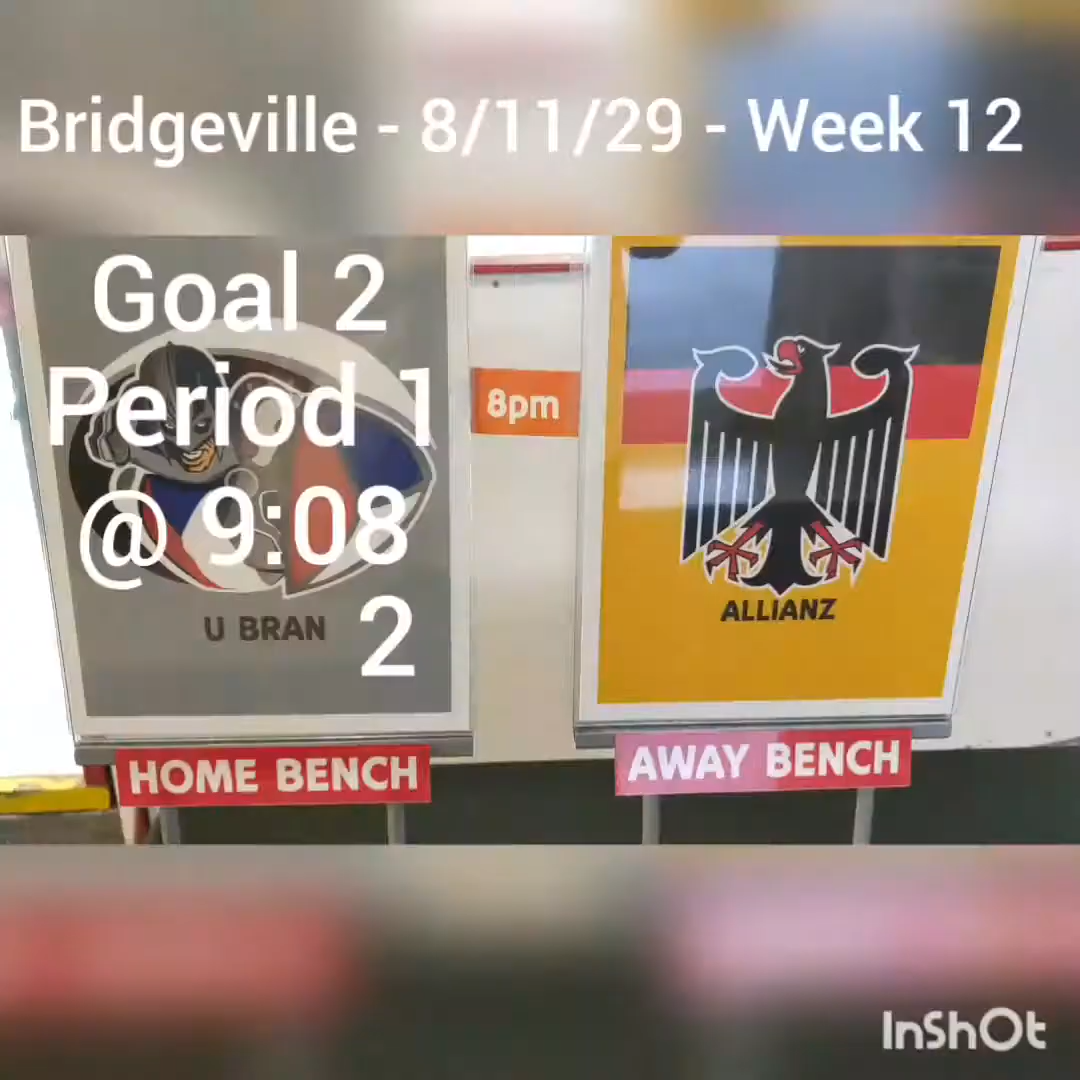 Bridgeville - 8/11/29 - Week 12
Goal 2
Period 1
@ 9:08
2
8pm
U BRAN
ALLIANZ
HOME BENCH
AWAY BENCH
InShOt